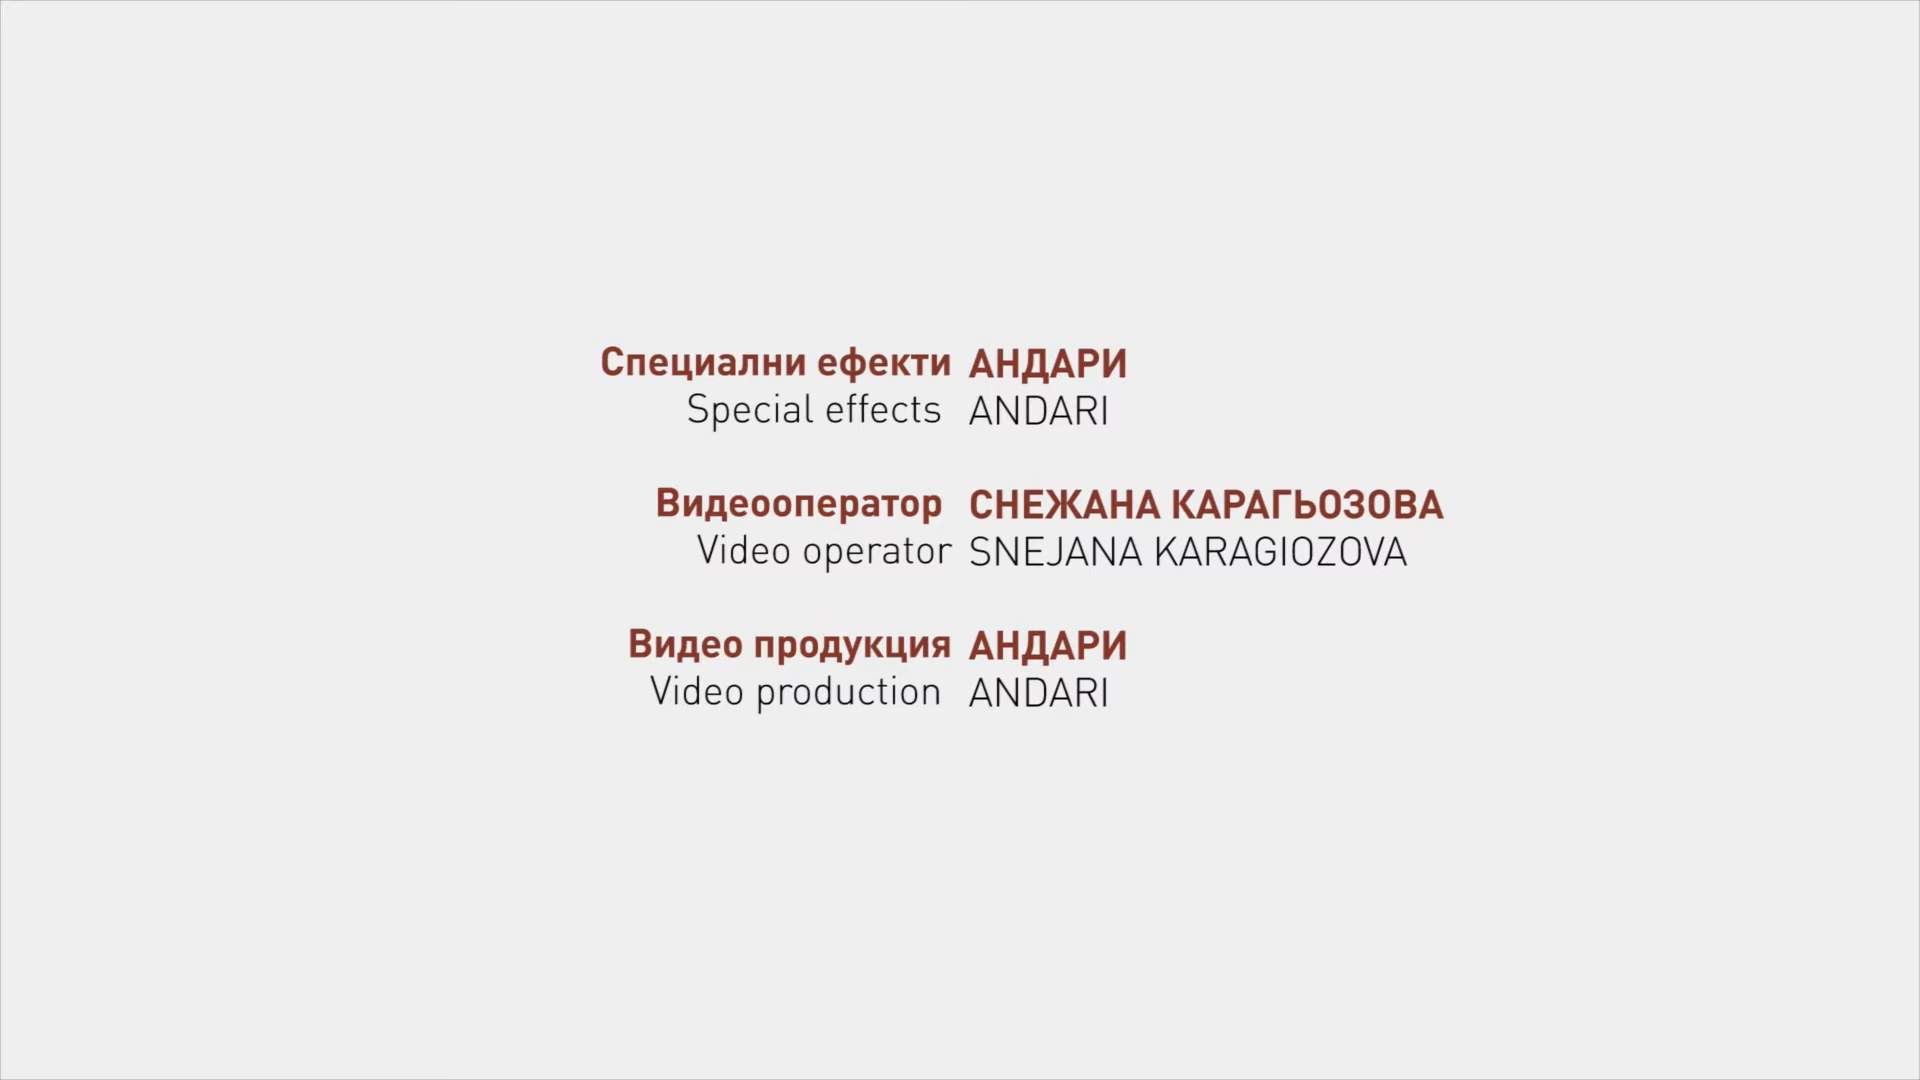 Специални ефекти АНДАРИ
Special effects ANDARI
Видеооператор СНЕЖАНА КАРАГЬОЗОВА
Video operator SNEJANA KARAGIOZOVA
Видео продукция АНДАРИ
Video production ANDARI